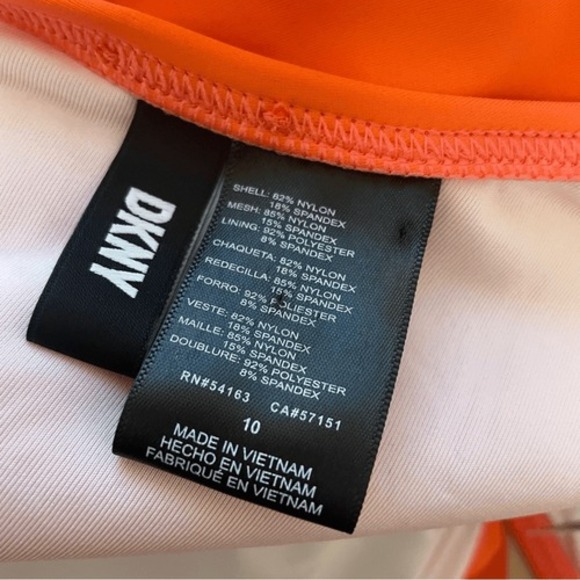 DKNY
SHELL: 82% NYLON
18% SPANDEX
MESH: 85% NYLON
15% SPANDEX
LINING: 92% POLYESTER
8% SPANDEX
CHAQUETA: 82% NYLON
18% SPANDEX
REDECILLA: 85% NYLON
15% SPANDEX
FORRO: 92% POLIESTER
8% SPANDEX
VESTE: 82% NYLON
18% SPANDEX
MAILLE: 85% NYLON
15% SPANDEX
DOUBLURE: 92% POLYESTER
8% SPANDEX
RN#54163 CA#57151
10
MADE IN VIETNAM
HECHO EN VIETNAM
FABRIQUÉ EN VIETNAM